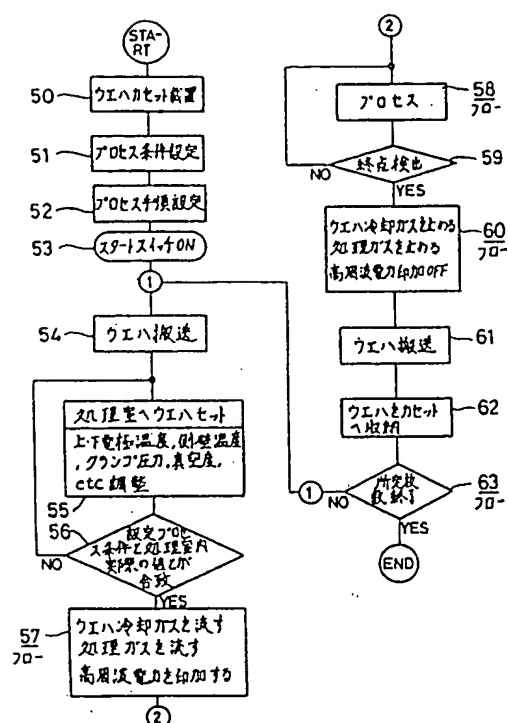 STA-
RT
50
ウエハカセット載置
51
プロセス条件設定
52
プロセス手順設定
53
スタートスイッチON
1
54
ウエハ搬送
処理室へウエハセット
上下電極温度,側壁温度
,クランプ圧力,真空度,
etc 調整
55
56
設定プロセ
ス条件と処理室内
実際の値とが
合致
NO
YES
57
フロー
ウエハ冷却ガスを流す
処理ガスを流す
高周波電力を印加する
2
2
プロセス
58
フロー
終点検出
59
NO
YES
ウエハ冷却ガスを止める
処理ガスを止める
高周波電力印加OFF
60
フロー
ウエハ搬送
61
ウエハをカセット
へ収納
62
所定枚
数終了
63
フロー
1
NO
YES
END